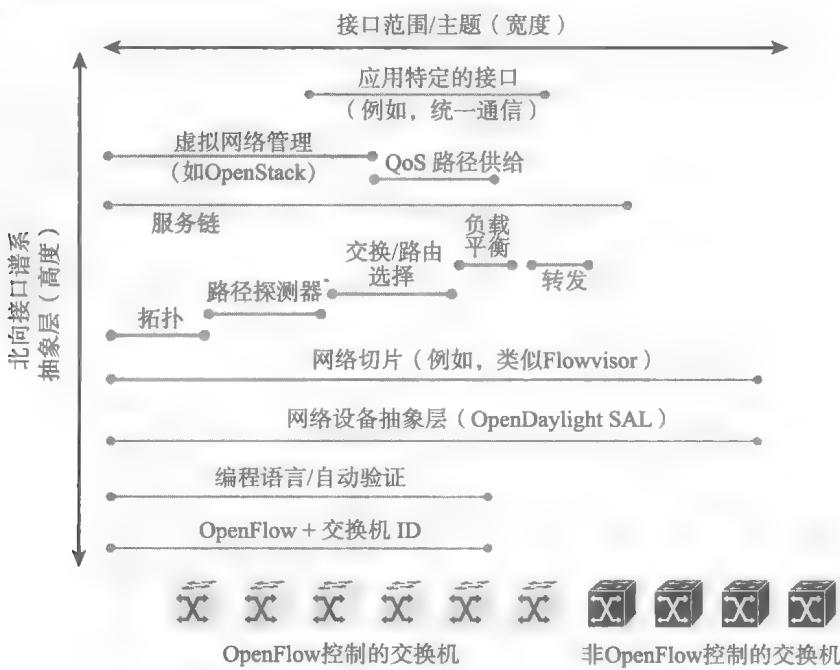 接口范围/主题（宽度）
应用特定的接口
（例如，统一通信）
虚拟网络管理
（如OpenStack）
QoS 路径供给
服务链
负载
平衡
交换/路由
选择
转发
路径探测器
拓扑
北向接口谱系
抽象层（高度）
网络切片（例如，类似Flowvisor）
网络设备抽象层（OpenDaylight SAL）
编程语言/自动验证
OpenFlow + 交换机 ID
OpenFlow控制的交换机
非OpenFlow控制的交换机